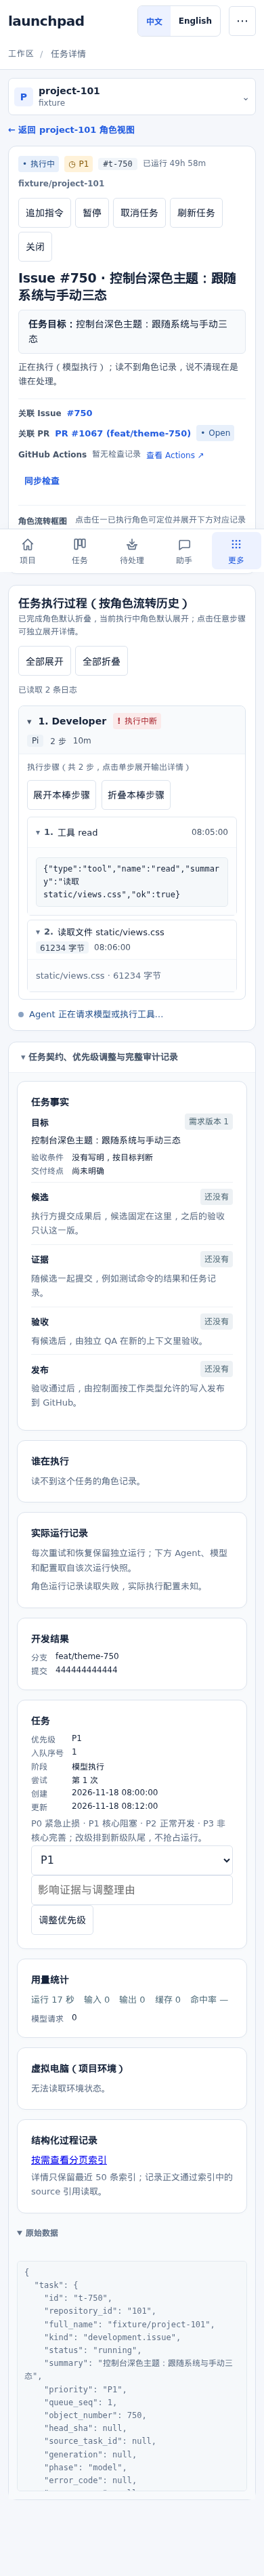 launchpad
中文
English
···
工作区 / 任务详情
P
project-101
fixture
← 返回 project-101 角色视图
• 执行中
◷ P1
#t-750
已运行 49h 58m
fixture/project-101
追加指令
暂停
取消任务
刷新任务
关闭
Issue #750 · 控制台深色主题：跟随
系统与手动三态
任务目标：控制台深色主题：跟随系统与手动三
态
正在执行（模型执行）；读不到角色记录，说不清现在是
谁在处理。
关联 Issue #750
关联 PR PR #1067 (feat/theme-750) • Open
GitHub Actions 暂无检查记录 查看 Actions ↗
同步检查
角色流转框图 点击任一已执行角色可定位并展开下方对应记录
项目
任务
待处理
助手
更多
任务执行过程（按角色流转历史）
已完成角色默认折叠，当前执行中角色默认展开；点击任意步骤
可独立展开详情。
全部展开
全部折叠
已读取 2 条日志
▾ 1. Developer ! 执行中断
Pi 2 步 10m
执行步骤（共 2 步，点击单步展开输出详情）
展开本棒步骤
折叠本棒步骤
▾ 1. 工具 read 08:05:00
{"type":"tool","name":"read","summar
y":"读取
static/views.css","ok":true}
▾ 2. 读取文件 static/views.css
61234 字节 08:06:00
static/views.css · 61234 字节
Agent 正在请求模型或执行工具…
▾ 任务契约、优先级调整与完整审计记录
任务事实
目标 需求版本 1
控制台深色主题：跟随系统与手动三态
验收条件 没有写明，按目标判断
交付终点 尚未明确
候选 还没有
执行方提交成果后，候选固定在这里，之后的验收
只认这一版。
证据 还没有
随候选一起提交，例如测试命令的结果和任务记
录。
验收 还没有
有候选后，由独立 QA 在新的上下文里验收。
发布 还没有
验收通过后，由控制面按工作类型允许的写入发布
到 GitHub。
谁在执行
读不到这个任务的角色记录。
实际运行记录
每次重试和恢复保留独立运行；下方 Agent、模型
和配置取自该次运行快照。
角色运行记录读取失败，实际执行配置未知。
开发结果
分支 feat/theme-750
提交 444444444444
任务
优先级 P1
入队序号 1
阶段 模型执行
尝试 第 1 次
创建 2026-11-18 08:00:00
更新 2026-11-18 08:12:00
P0 紧急止损 · P1 核心阻塞 · P2 正常开发 · P3 非
核心完善；改级排到新级队尾，不抢占运行。
P1
影响证据与调整理由
调整优先级
用量统计
运行 17 秒 输入 0 输出 0 缓存 0 命中率 —
模型请求 0
虚拟电脑（项目环境）
无法读取环境状态。
结构化过程记录
按需查看分页索引
详情只保留最近 50 条索引；记录正文通过索引中的
source 引用读取。
▾ 原始数据
{
"task": {
"id": "t-750",
"repository_id": "101",
"full_name": "fixture/project-101",
"kind": "development.issue",
"status": "running",
"summary": "控制台深色主题：跟随系统与手动三
态",
"priority": "P1",
"queue_seq": 1,
"object_number": 750,
"head_sha": null,
"source_task_id": null,
"generation": null,
"phase": "model",
"error_code": null,